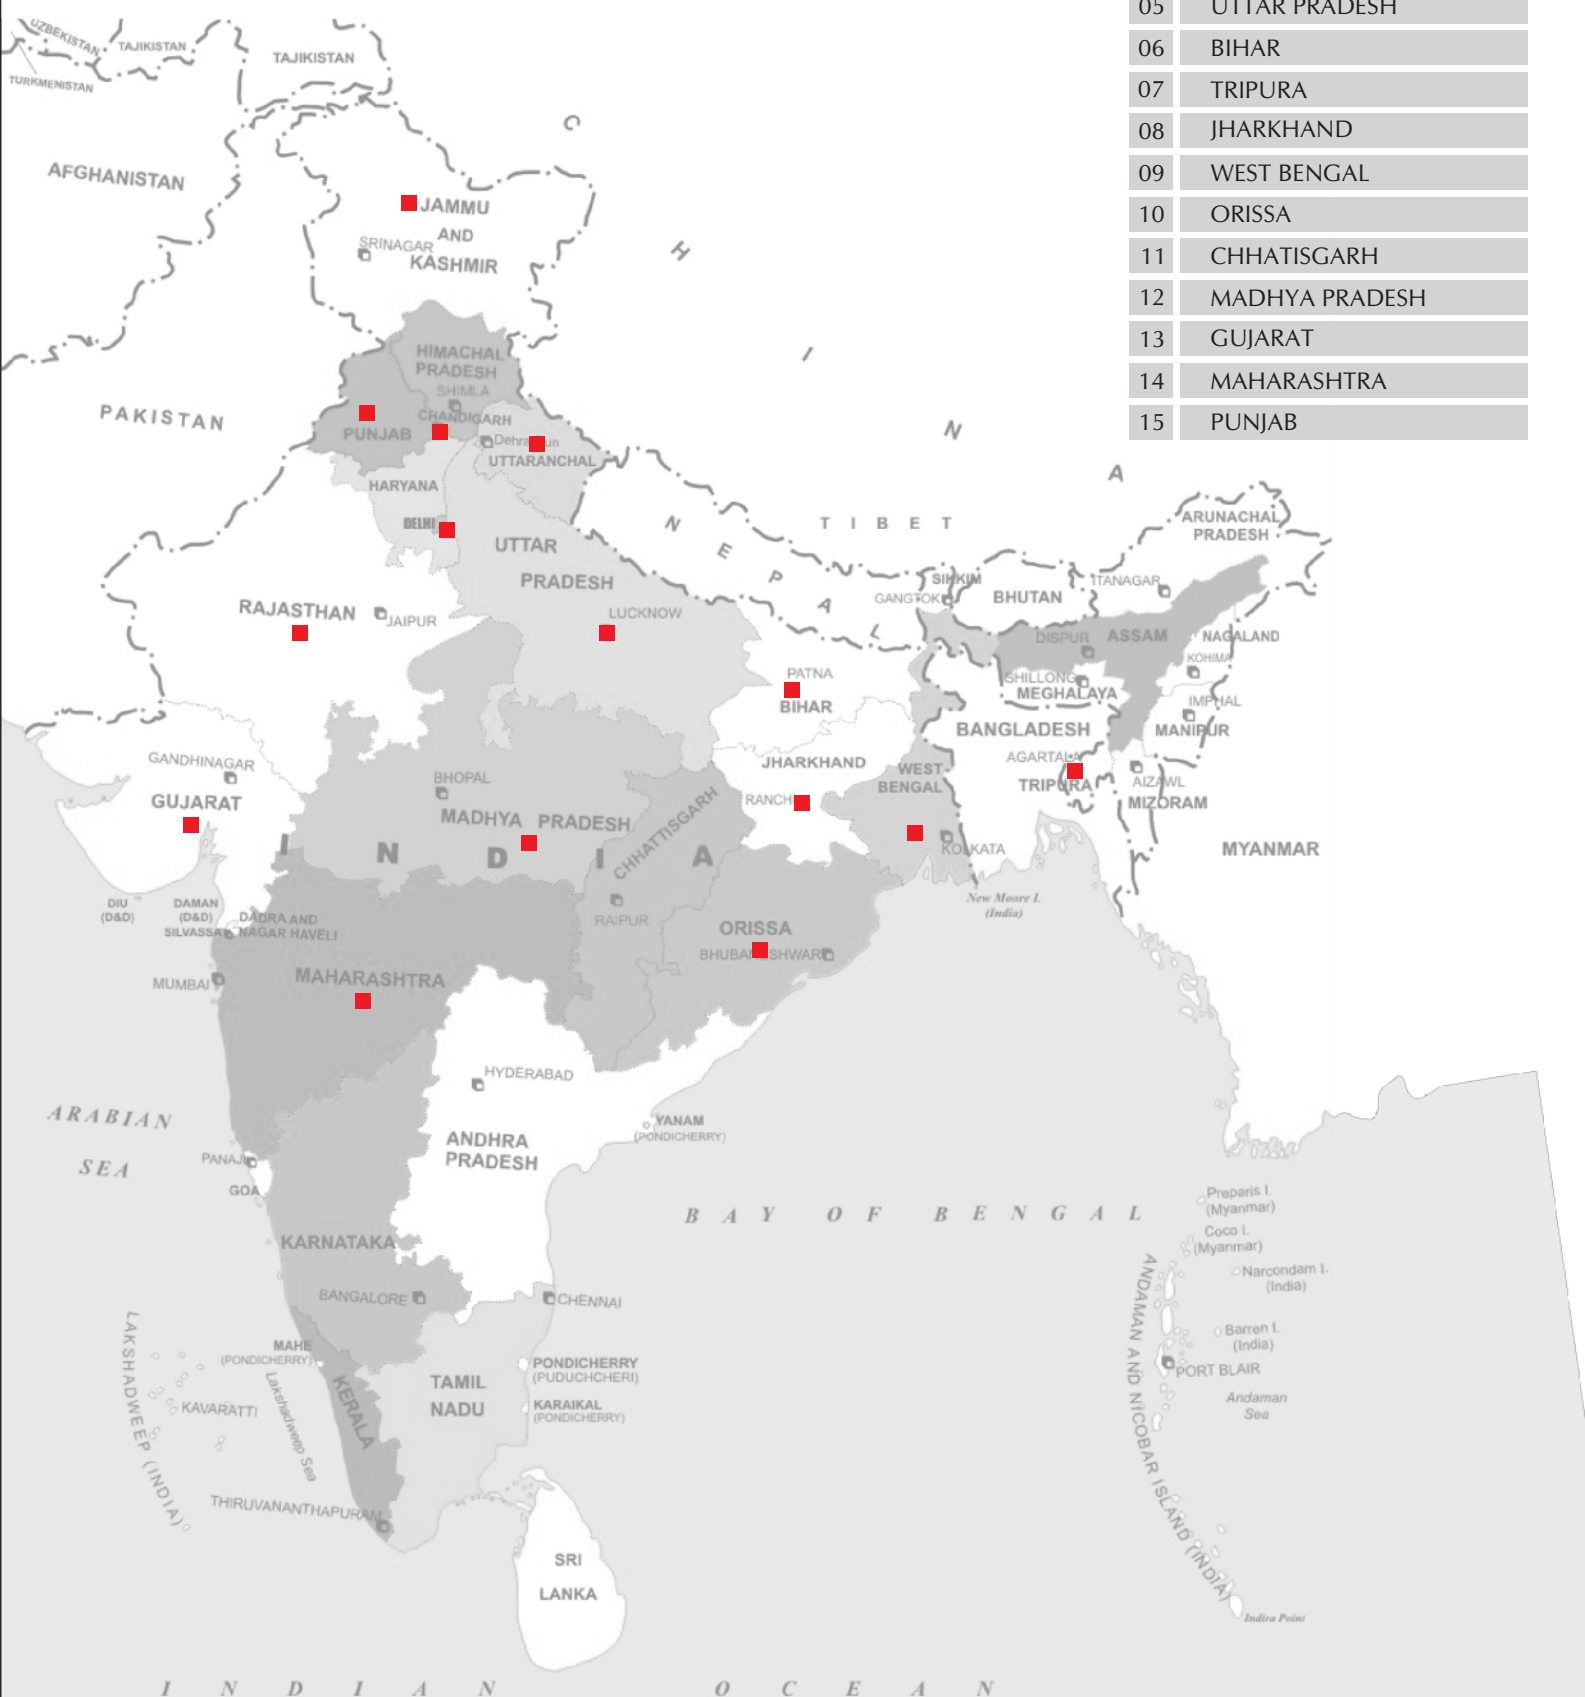 05 UTTAR PRADESH
06 BIHAR
07 TRIPURA
08 JHARKHAND
09 WEST BENGAL
10 ORISSA
11 CHHATISGARH
12 MADHYA PRADESH
13 GUJARAT
14 MAHARASHTRA
15 PUNJAB
UZBEKISTAN
TAJIKISTAN
TAJIKISTAN
TURKMENISTAN
AFGHANISTAN
C H I N A
JAMMU
AND
KASHMIR
SRINAGAR
HIMACHAL
PRADESH
SHIMLA
CHANDIGARH
PAKISTAN
PUNJAB
UTTARANCHAL
HARYANA
DELHI
UTTAR
PRADESH
LUCKNOW
NEPAL
TIBET
ARUNACHAL
PRADESH
SIKKIM
GANGTOK
BHUTAN
ITANAGAR
RAJASTHAN
JAIPUR
DISPUR
ASSAM
NAGALAND
KOHIMA
SHILLONG
MEGHALAYA
IMPHAL
MANIPUR
PATNA
BIHAR
BANGLADESH
AGARTALA
TRIPURA
AIZAWL
MIZORAM
MYANMAR
GANDHINAGAR
GUJARAT
BHOPAL
MADHYA PRADESH
JHARKHAND
RANCHI
WEST
BENGAL
KOLKATA
CHHATTISGARH
RAIPUR
I N D I A
New Moore I.
(India)
DIU
(D&D)
DAMAN
(D&D)
SILVASSA
DADRA AND
NAGAR HAVELI
ORISSA
MUMBAI
MAHARASHTRA
HYDERABAD
ANDHRA
PRADESH
YANAM
(PONDICHERRY)
ARABIAN
SEA
PANAJI
GOA
BAY OF BENGAL
Preparis I.
(Myanmar)
Coco I.
(Myanmar)
Narcondam I.
(India)
Barren I.
(India)
PORT BLAIR
Andaman
Sea
ANDAMAN AND NICOBAR ISLAND (INDIA)
Indira Point
KARNATAKA
BANGALORE
CHENNAI
MAHE
(PONDICHERRY)
PONDICHERRY
(PUDUCHCHERI)
KARAIKAL
(PONDICHERRY)
TAMIL
NADU
KERALA
LAKSHADWEEP (INDIA)
KAVARATTI
Lakshadweep Sea
THIRUVANANTHAPURAM
SRI
LANKA
INDIAN OCEAN